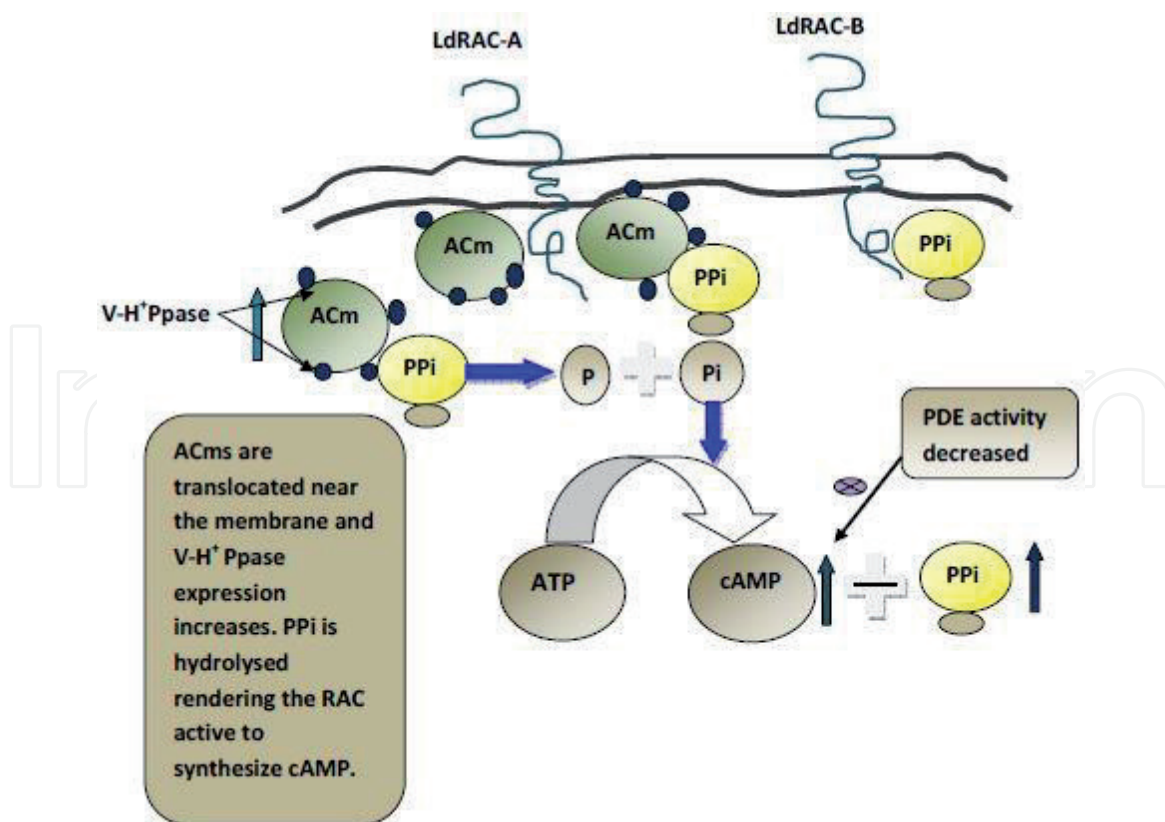 LdRAC-A
LdRAC-B
ACm
ACm
PPi
PPi
V-H⁺Ppase
ACm
PPi
P
Pi
PDE activity
decreased
ACms are
translocated near
the membrane and
V-H⁺ Ppase
expression
increases. PPi is
hydrolysed
rendering the RAC
active to
synthesize cAMP.
ATP
cAMP
PPi